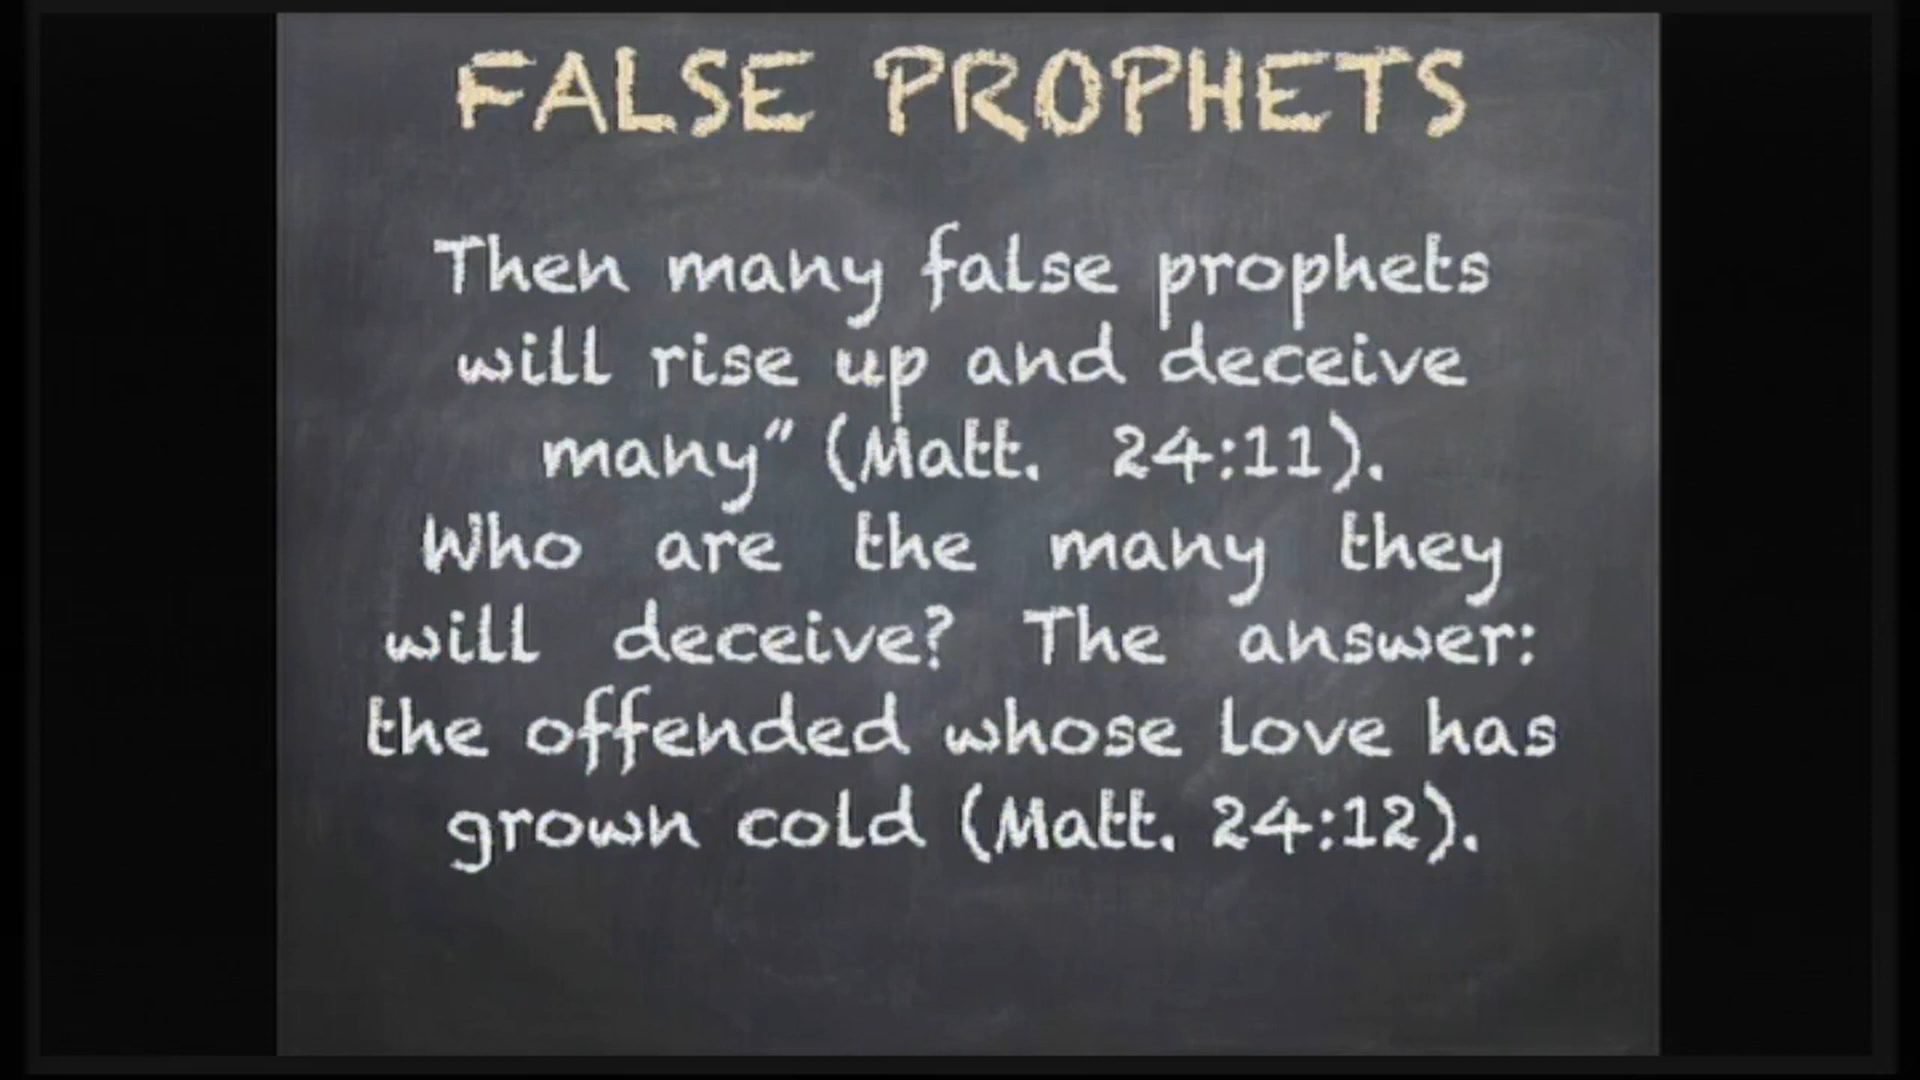 FALSE PROPHETS
Then many false prophets
will rise up and deceive
many” (Matt. 24:11).
Who are the many they
will deceive? The answer:
the offended whose love has
grown cold (Matt. 24:12).